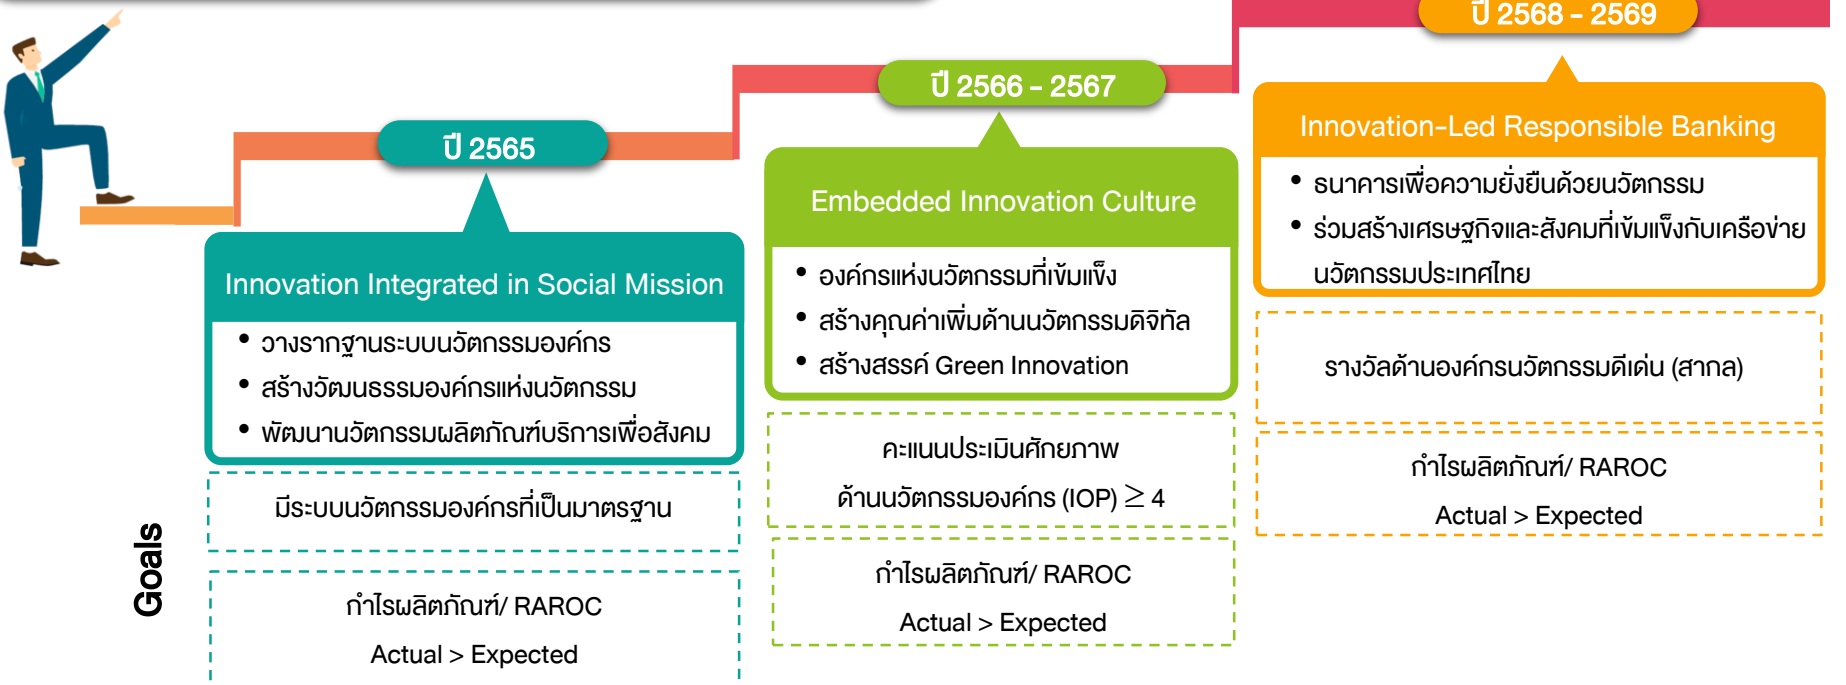 ปี 2565
Innovation Integrated in Social Mission
• วางรากฐานระบบนวัตกรรมองค์กร
• สร้างวัฒนธรรมองค์กรแห่งนวัตกรรม
• พัฒนานวัตกรรมผลิตภัณฑ์บริการเพื่อสังคม
มีระบบนวัตกรรมองค์กรที่เป็นมาตรฐาน
กำไรผลิตภัณฑ์/ RAROC
Actual > Expected
ปี 2566 - 2567
Embedded Innovation Culture
• องค์กรแห่งนวัตกรรมที่เข้มแข็ง
• สร้างคุณค่าเพิ่มด้านนวัตกรรมดิจิทัล
• สร้างสรรค์ Green Innovation
คะแนนประเมินศักยภาพ
ด้านนวัตกรรมองค์กร (IOP) ≥ 4
กำไรผลิตภัณฑ์/ RAROC
Actual > Expected
ปี 2568 - 2569
Innovation-Led Responsible Banking
• ธนาคารเพื่อความยั่งยืนด้วยนวัตกรรม
• ร่วมสร้างเศรษฐกิจและสังคมที่เข้มแข็งกับเครือข่าย
นวัตกรรมประเทศไทย
รางวัลด้านองค์กรนวัตกรรมดีเด่น (สากล)
กำไรผลิตภัณฑ์/ RAROC
Actual > Expected
Goals